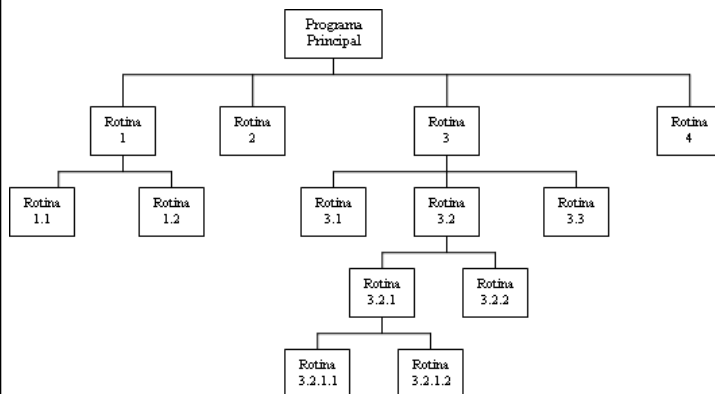 Programa
Principal
Rotina
1
Rotina
2
Rotina
3
Rotina
4
Rotina
1.1
Rotina
1.2
Rotina
3.1
Rotina
3.2
Rotina
3.3
Rotina
3.2.1
Rotina
3.2.2
Rotina
3.2.1.1
Rotina
3.2.1.2